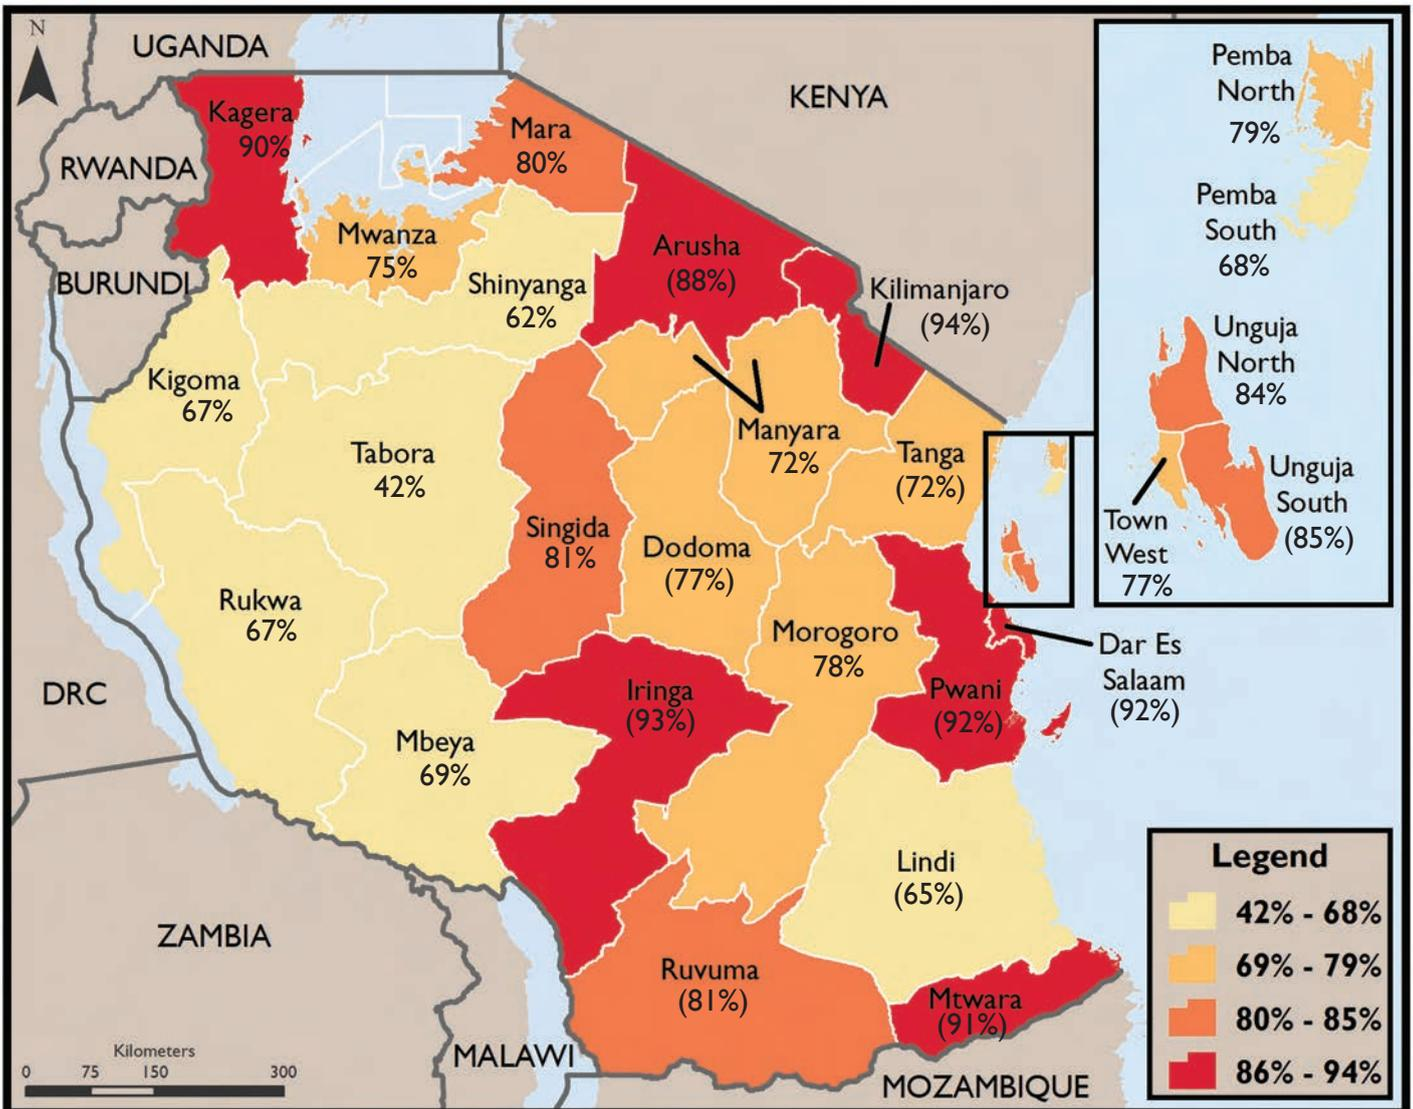 N
UGANDA
KENYA
RWANDA
BURUNDI
DRC
ZAMBIA
MALAWI
MOZAMBIQUE
Kagera
90%
Mara
80%
Mwanza
75%
Shinyanga
62%
Arusha
(88%)
Kilimanjaro
(94%)
Kigoma
67%
Tabora
42%
Singida
81%
Manyara
72%
Tanga
(72%)
Dodoma
(77%)
Rukwa
67%
Morogoro
78%
Iringa
(93%)
Pwani
(92%)
Dar Es
Salaam
(92%)
Mbeya
69%
Lindi
(65%)
Ruvuma
(81%)
Mtwara
(91%)
Pemba
North
79%
Pemba
South
68%
Unguja
North
84%
Unguja
South
(85%)
Town
West
77%
Legend
42% - 68%
69% - 79%
80% - 85%
86% - 94%
Kilometers
0 75 150 300